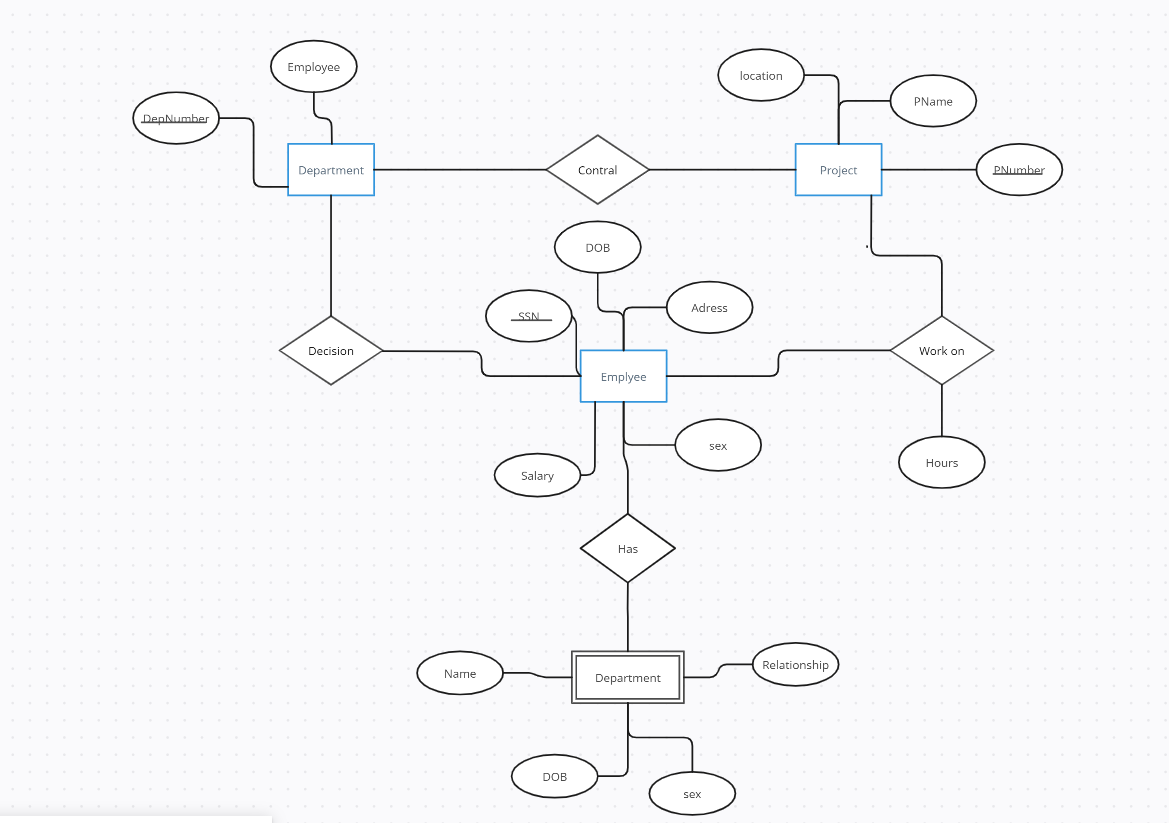 Employee
location
PName
DepNumber
Department
Contral
Project
PNumber
DOB
Adress
SSN
Decision
Emplyee
Work on
sex
Salary
Hours
Has
Name
Department
Relationship
DOB
sex